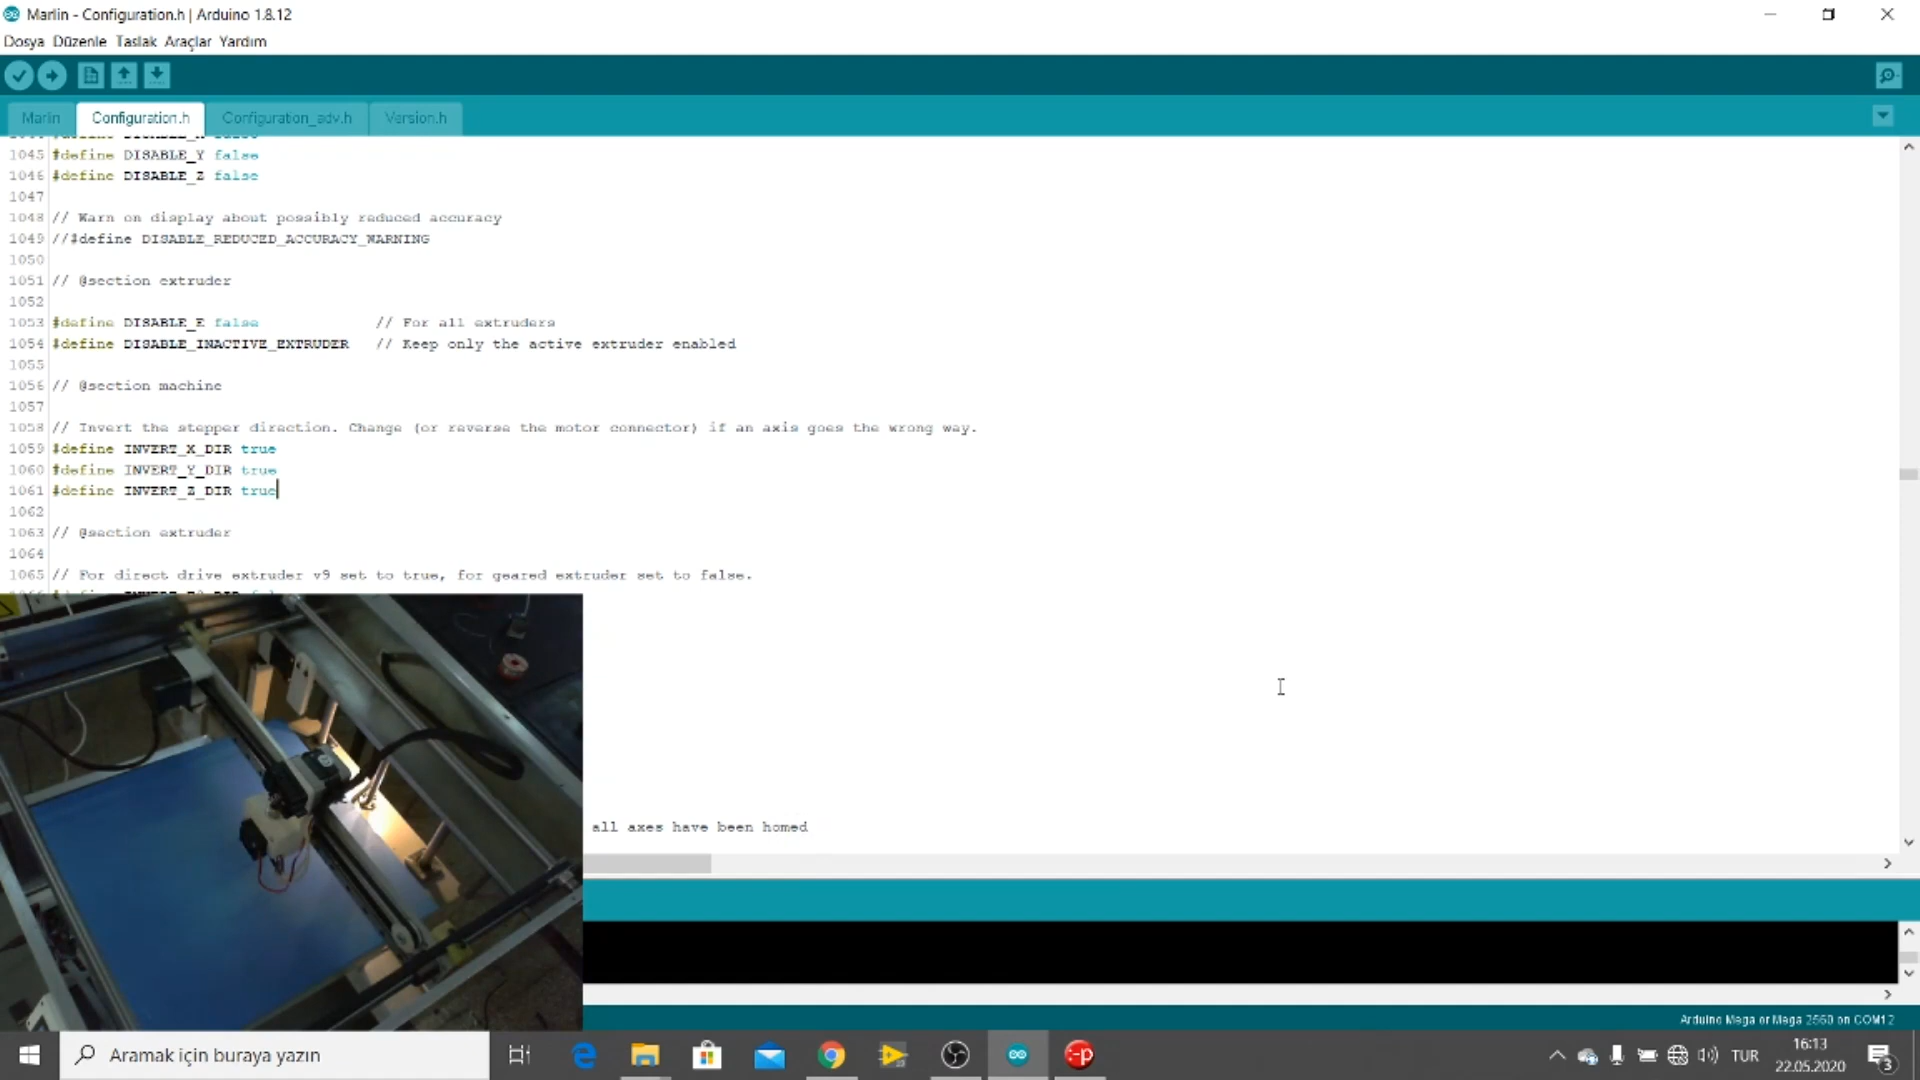 Marlin - Configuration.h | Arduino 1.8.12
Dosya Düzenle Taslak Araçlar Yardım
Marlin Configuration.h Configuration_adv.h Version.h
1045 #define DISABLE_Y false
1046 #define DISABLE_Z false
1047
1048 // Warn on display about possibly reduced accuracy
1049 //#define DISABLE_REDUCED_ACCURACY_WARNING
1050
1051 // @section extruder
1052
1053 #define DISABLE_E false // For all extruders
1054 #define DISABLE_INACTIVE_EXTRUDER // Keep only the active extruder enabled
1055
1056 // @section machine
1057
1058 // Invert the stepper direction. Change (or reverse the motor connector) if an axis goes the wrong way.
1059 #define INVERT_X_DIR true
1060 #define INVERT_Y_DIR true
1061 #define INVERT_Z_DIR true
1062
1063 // @section extruder
1064
1065 // For direct drive extruder v9 set to true, for geared extruder set to false.
all axes have been homed
Arduino Mega or Mega 2560 on COM12
Aramak için buraya yazın
TUR
16:13
22.05.2020
3